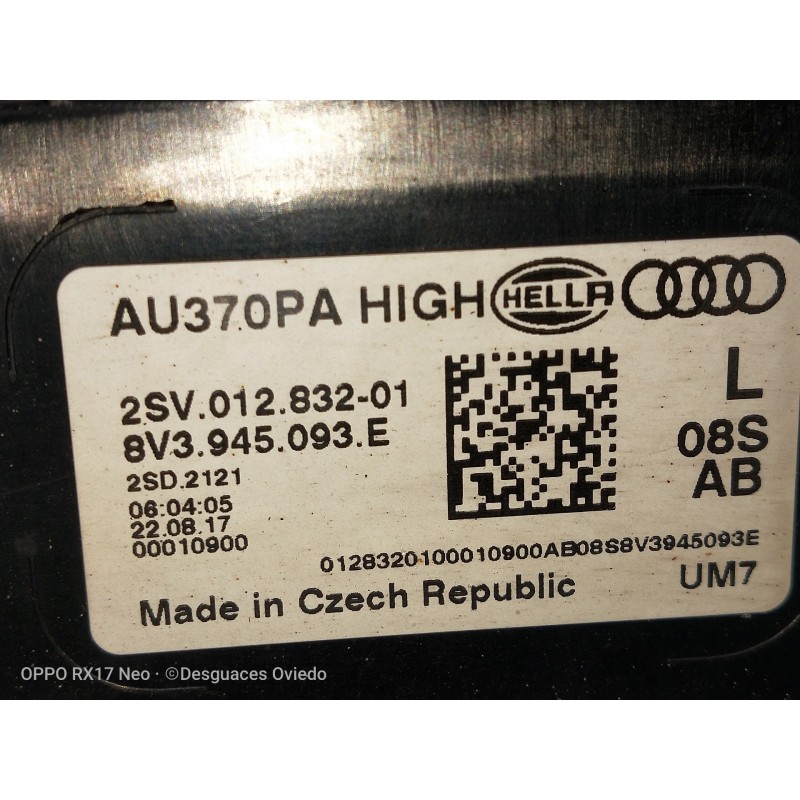 AU370PA HIGH HELLA
L
2SV.012.832-01
8V3.945.093.E
08S
AB
2SD.2121
06:04:05
22.08.17
00010900
0128320100010900AB08S8V3945093E
Made in Czech Republic
UM7
OPPO RX17 Neo · ©Desguaces Oviedo